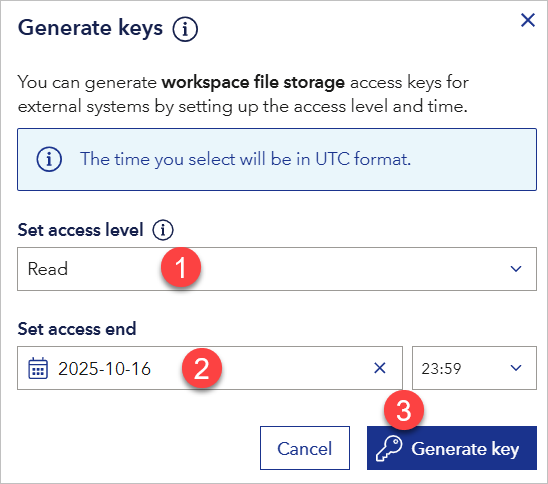 Generate keys
You can generate workspace file storage access keys for
external systems by setting up the access level and time.
The time you select will be in UTC format.
Set access level
Read 1
Set access end
2025-10-16 2 23:59
3
Cancel Generate key